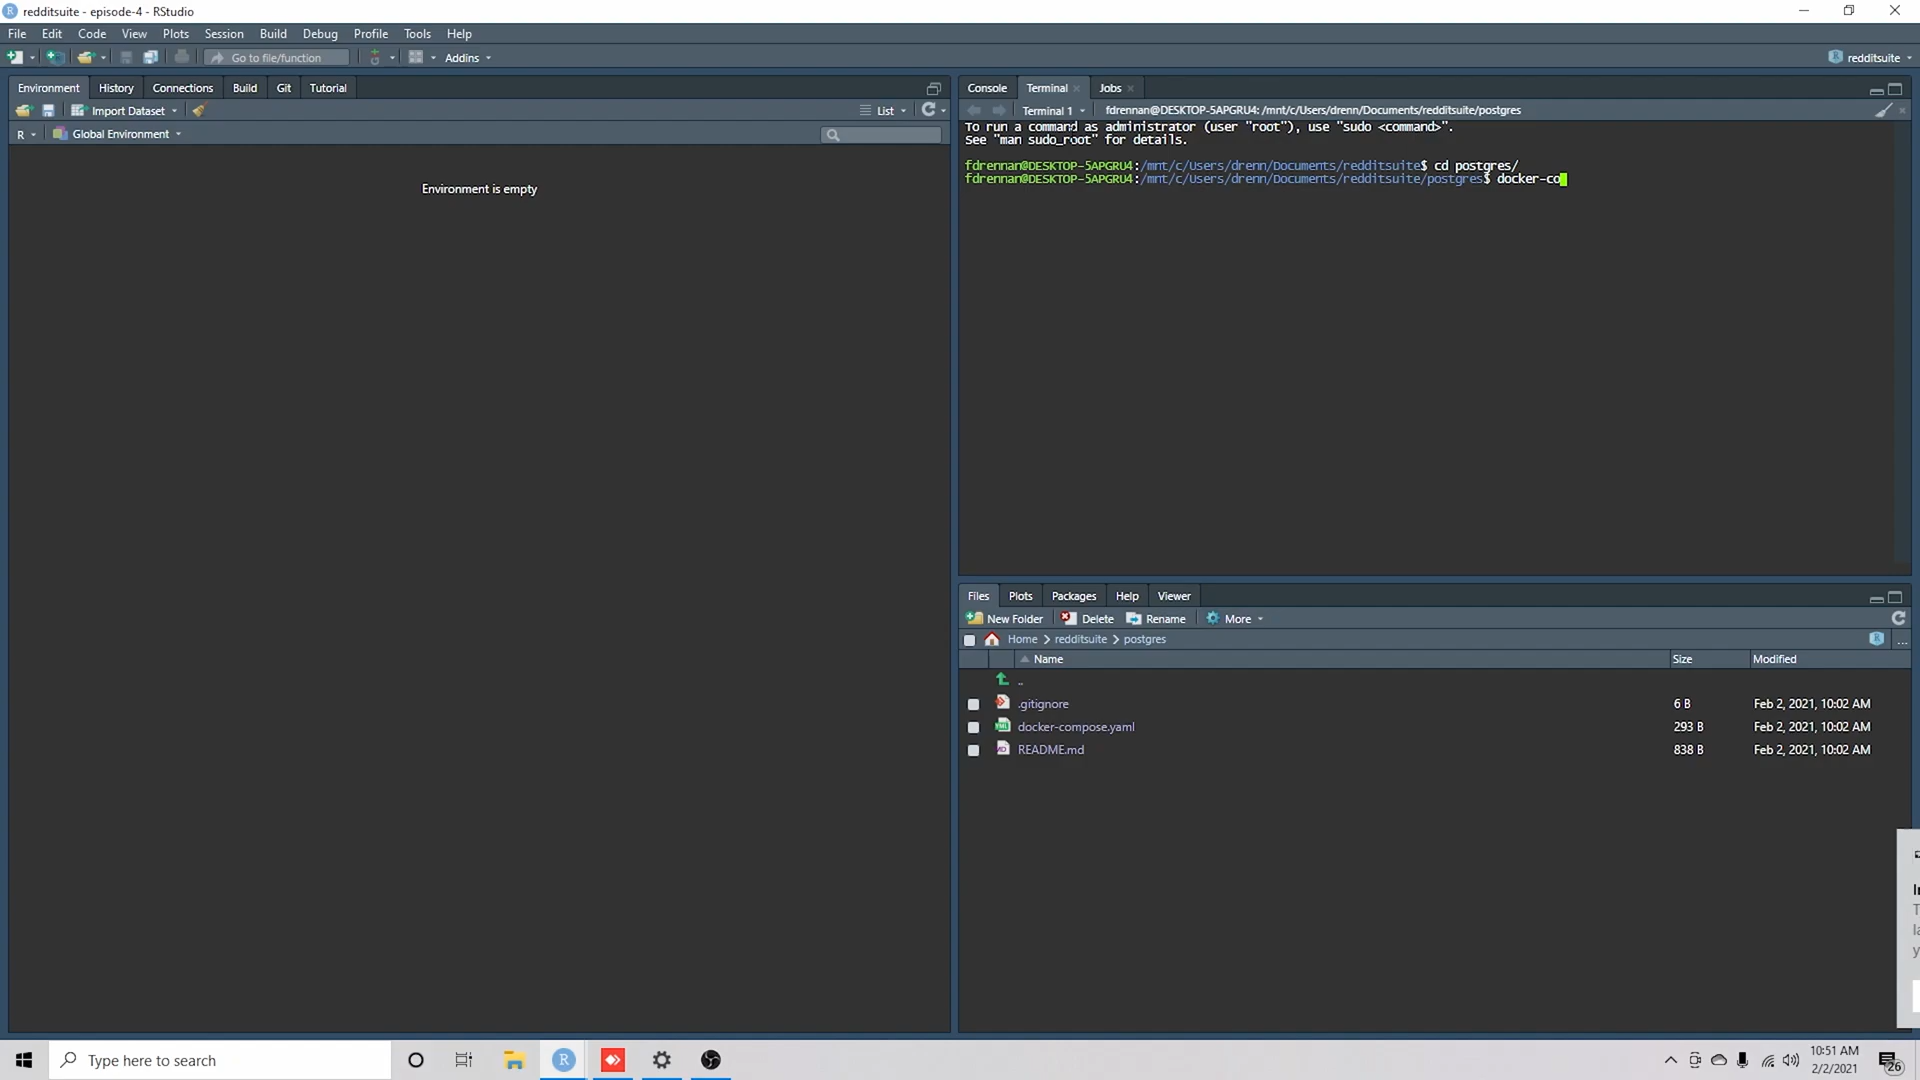 redditsuite - episode-4 - RStudio
File Edit Code View Plots Session Build Debug Profile Tools Help
Go to file/function Addins redditsuite
Environment History Connections Build Git Tutorial
Import Dataset List
R Global Environment
Environment is empty
Console Terminal Jobs
Terminal 1 fdrennan@DESKTOP-5APGRU4: /mnt/c/Users/drenn/Documents/redditsuite/postgres
To run a command as administrator (user "root"), use "sudo <command>".
See "man sudo_root" for details.
fdrennan@DESKTOP-5APGRU4:/mnt/c/Users/drenn/Documents/redditsuite$ cd postgres/
fdrennan@DESKTOP-5APGRU4:/mnt/c/Users/drenn/Documents/redditsuite/postgres$ docker-co
Files Plots Packages Help Viewer
New Folder Delete Rename More
Home redditsuite postgres ...
Name Size Modified
..
.gitignore 6 B Feb 2, 2021, 10:02 AM
docker-compose.yaml 293 B Feb 2, 2021, 10:02 AM
README.md 838 B Feb 2, 2021, 10:02 AM
Type here to search
R
10:51 AM
2/2/2021
26